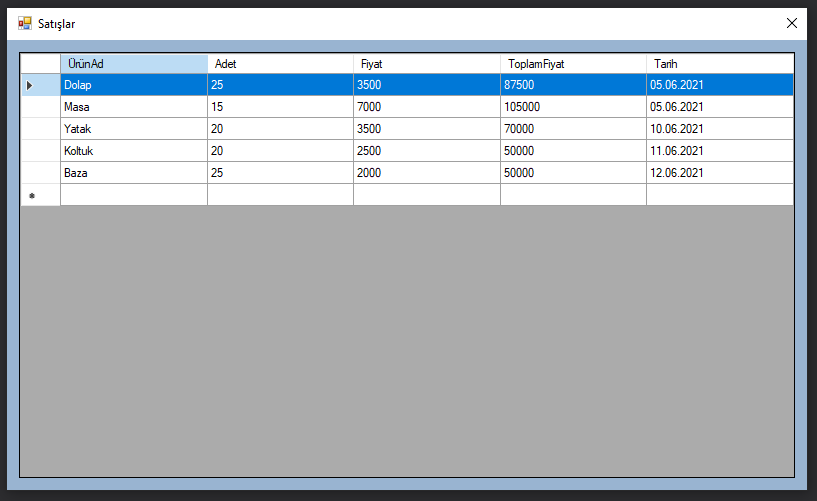 Satışlar
ÜrünAd Adet Fiyat ToplamFiyat Tarih
Dolap 25 3500 87500 05.06.2021
Masa 15 7000 105000 05.06.2021
Yatak 20 3500 70000 10.06.2021
Koltuk 20 2500 50000 11.06.2021
Baza 25 2000 50000 12.06.2021